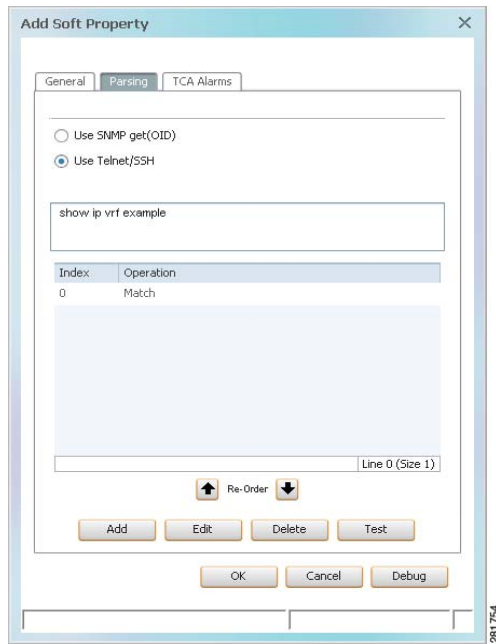 Add Soft Property
General Parsing TCA Alarms
Use SNMP get(OID)
Use Telnet/SSH
show ip vrf example
Index Operation
0 Match
Line 0 (Size 1)
Re-Order
Add Edit Delete Test
OK Cancel Debug
281754